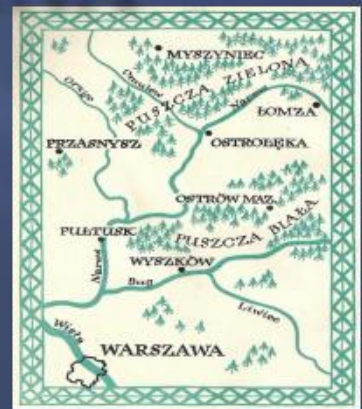 MYSZYNIEC
Omulew
Orzyc
PUSZCZA ZIELONA
Narew
ŁOMŻA
PRZASNYSZ
OSTROŁĘKA
OSTRÓW MAZ.
PUŁTUSK
PUSZCZA BIAŁA
Narew
WYSZKÓW
Bug
Liwiec
Wisła
WARSZAWA